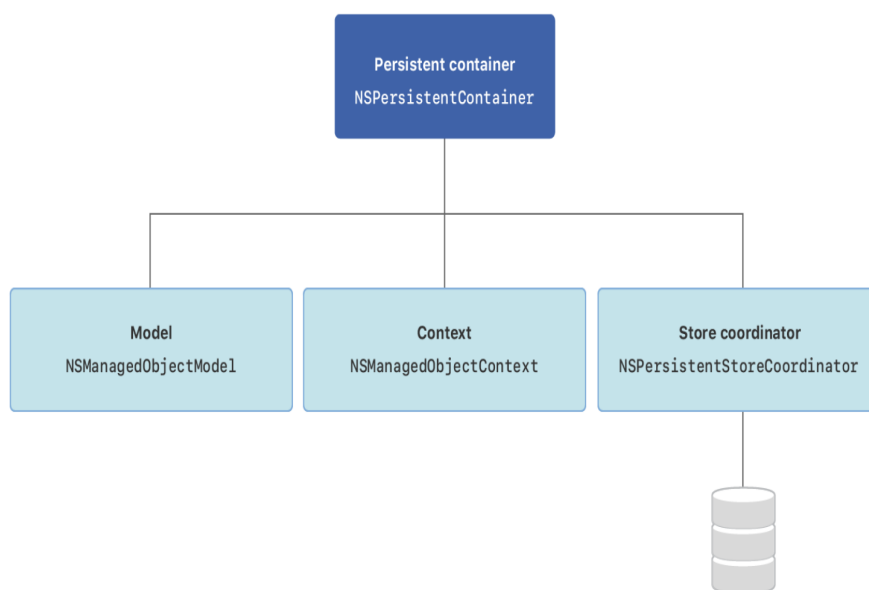 Persistent container
NSPersistentContainer
Model
NSManagedObjectModel
Context
NSManagedObjectContext
Store coordinator
NSPersistentStoreCoordinator